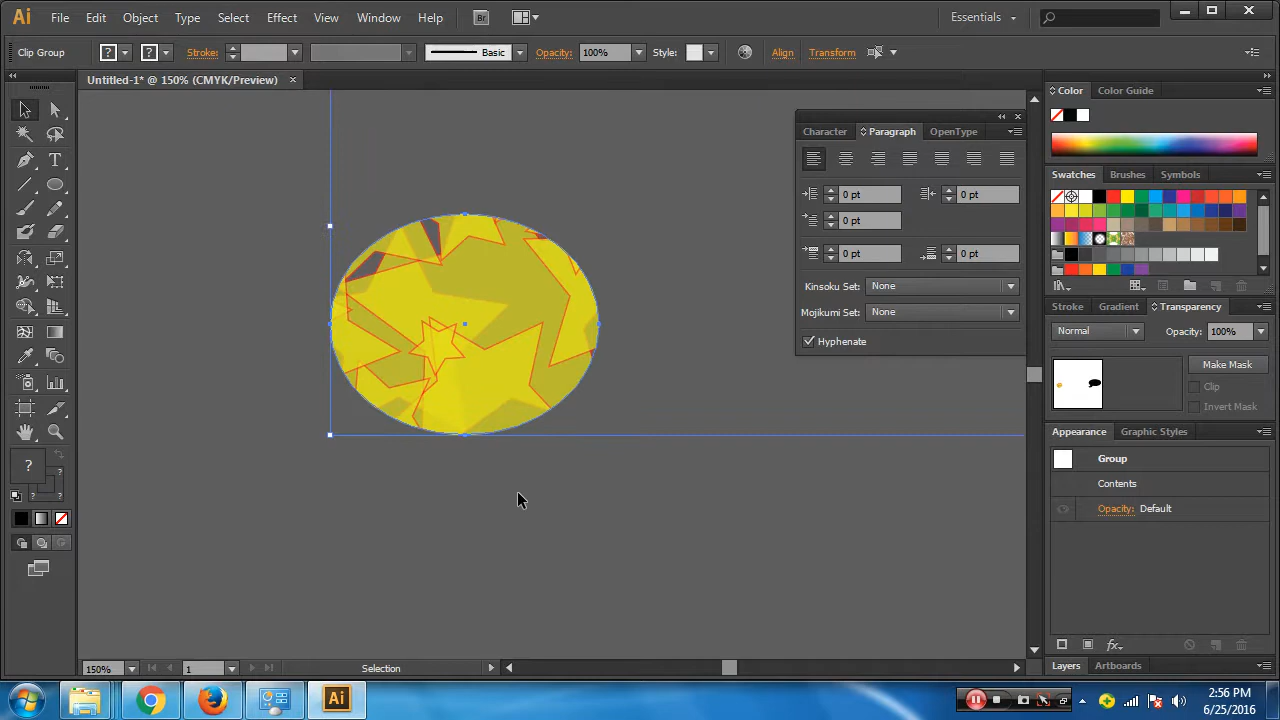 Ai File Edit Object Type Select Effect View Window Help Br Essentials
Clip Group ? ? Stroke: Basic Opacity: 100% Style: Align Transform
Untitled-1* @ 150% (CMYK/Preview) ×
Color Color Guide
Character Paragraph OpenType
Swatches Brushes Symbols
0 pt 0 pt
0 pt
0 pt 0 pt
Kinsoku Set: None
Mojikumi Set: None
Hyphenate
Stroke Gradient Transparency
Normal Opacity: 100%
Make Mask
Clip
Invert Mask
Appearance Graphic Styles
Group
Contents
Opacity: Default
?
? ? ?
fx
Layers Artboards
150% 1 Selection
Ai
2:56 PM
6/25/2016